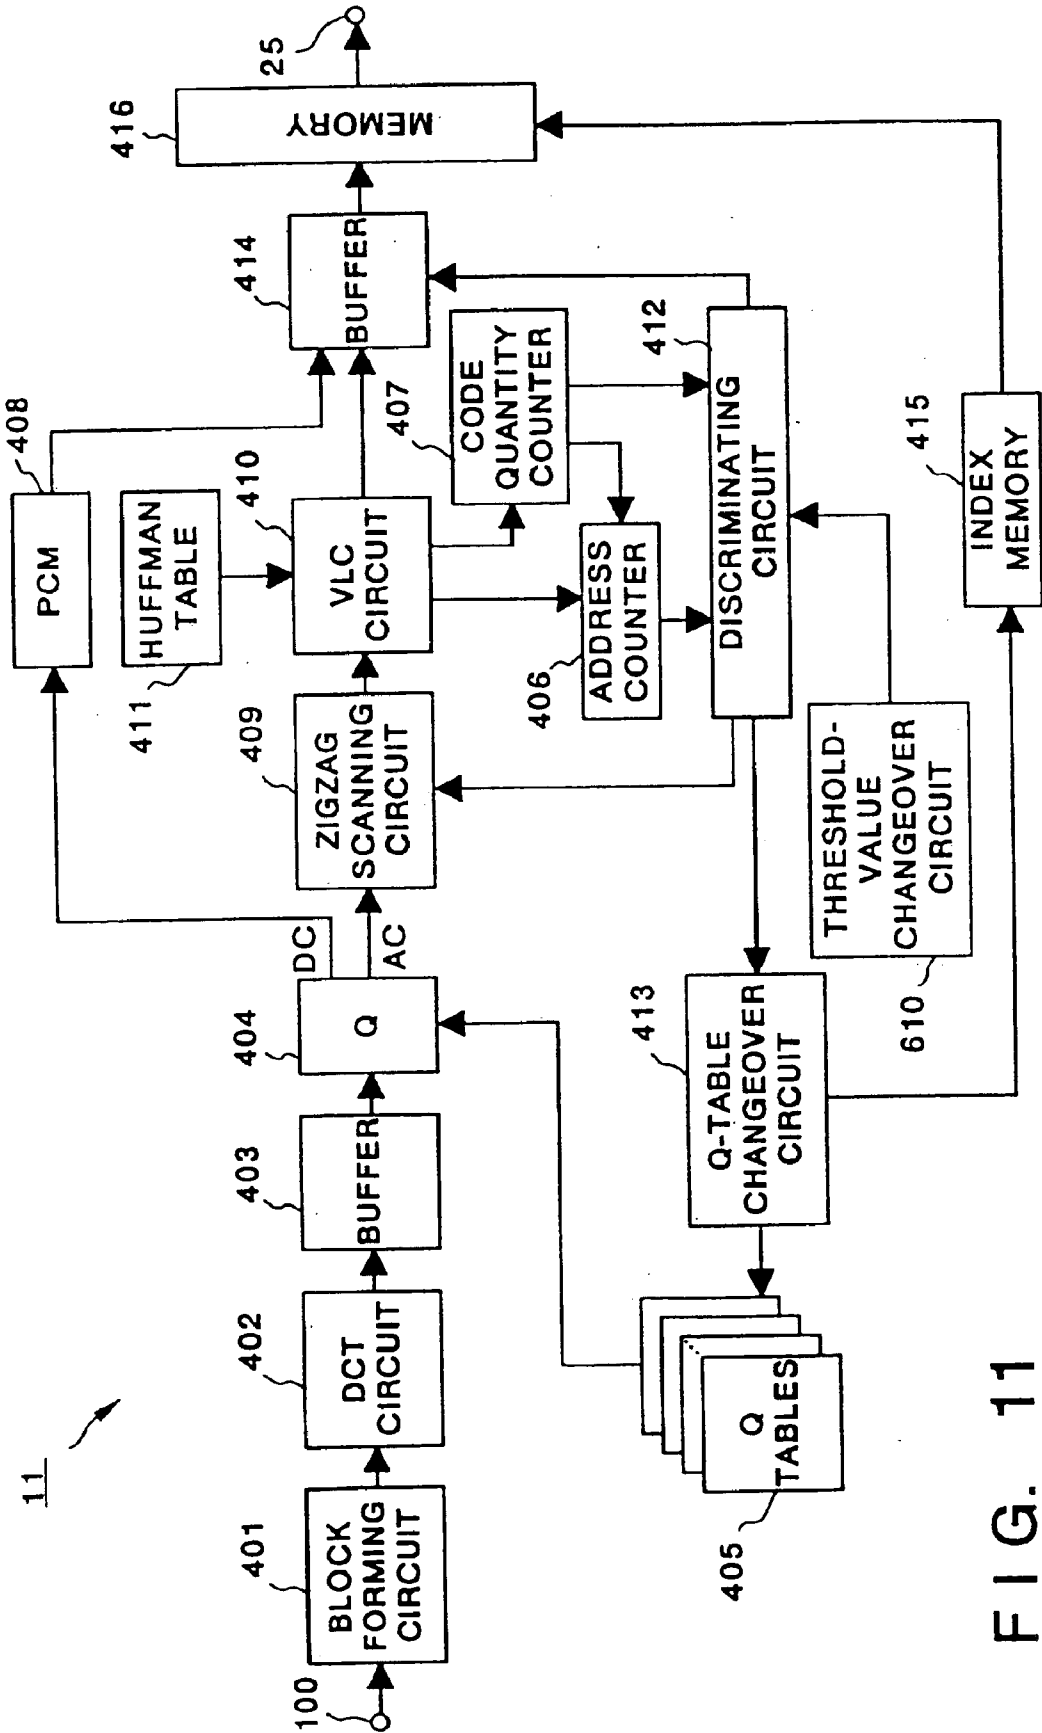 11
100
401
BLOCK
FORMING
CIRCUIT
402
DCT
CIRCUIT
403
BUFFER
404
Q
DC
AC
408
PCM
411
HUFFMAN
TABLE
409
ZIGZAG
SCANNING
CIRCUIT
410
VLC
CIRCUIT
414
BUFFER
416
MEMORY
25
407
CODE
QUANTITY
COUNTER
406
ADDRESS
COUNTER
412
DISCRIMINATING
CIRCUIT
405
Q
TABLES
413
Q-TABLE
CHANGEOVER
CIRCUIT
610
THRESHOLD-
VALUE
CHANGEOVER
CIRCUIT
415
INDEX
MEMORY
FIG. 11